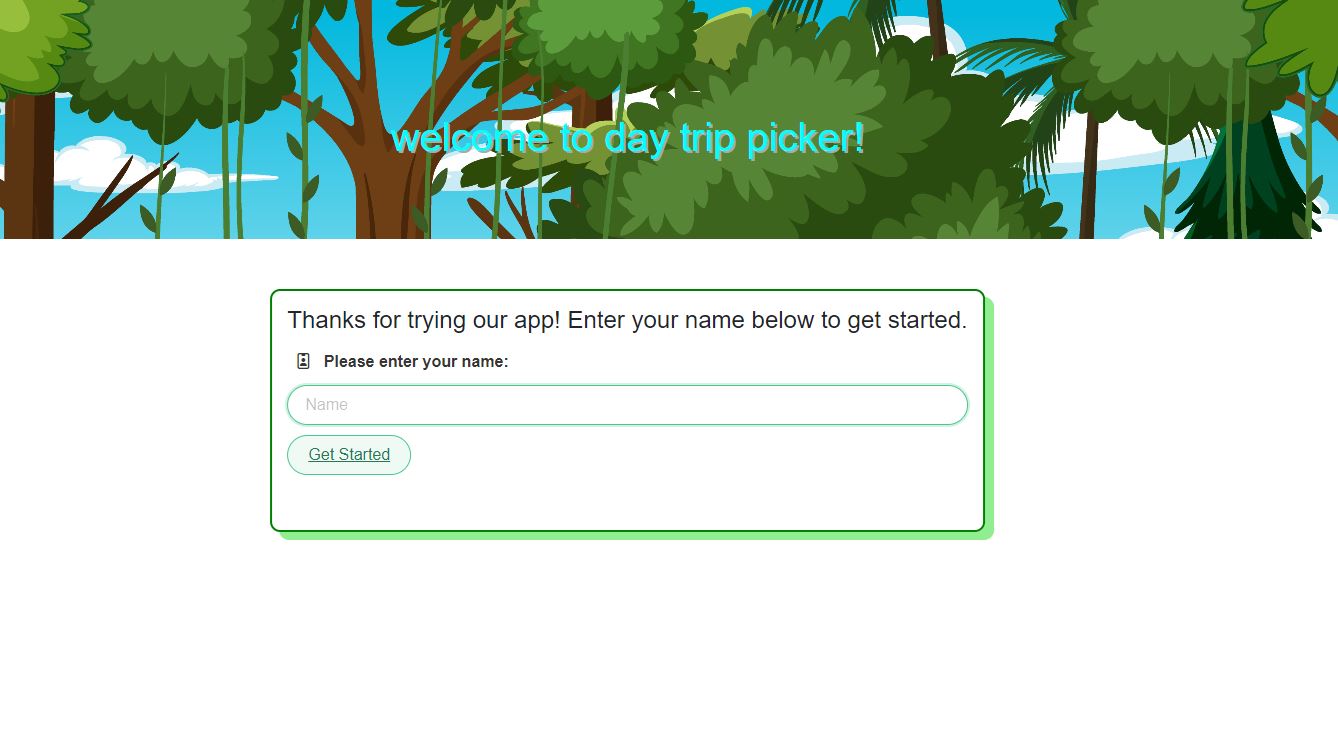 welcome to day trip picker!
Thanks for trying our app! Enter your name below to get started.
Please enter your name:
Name
Get Started